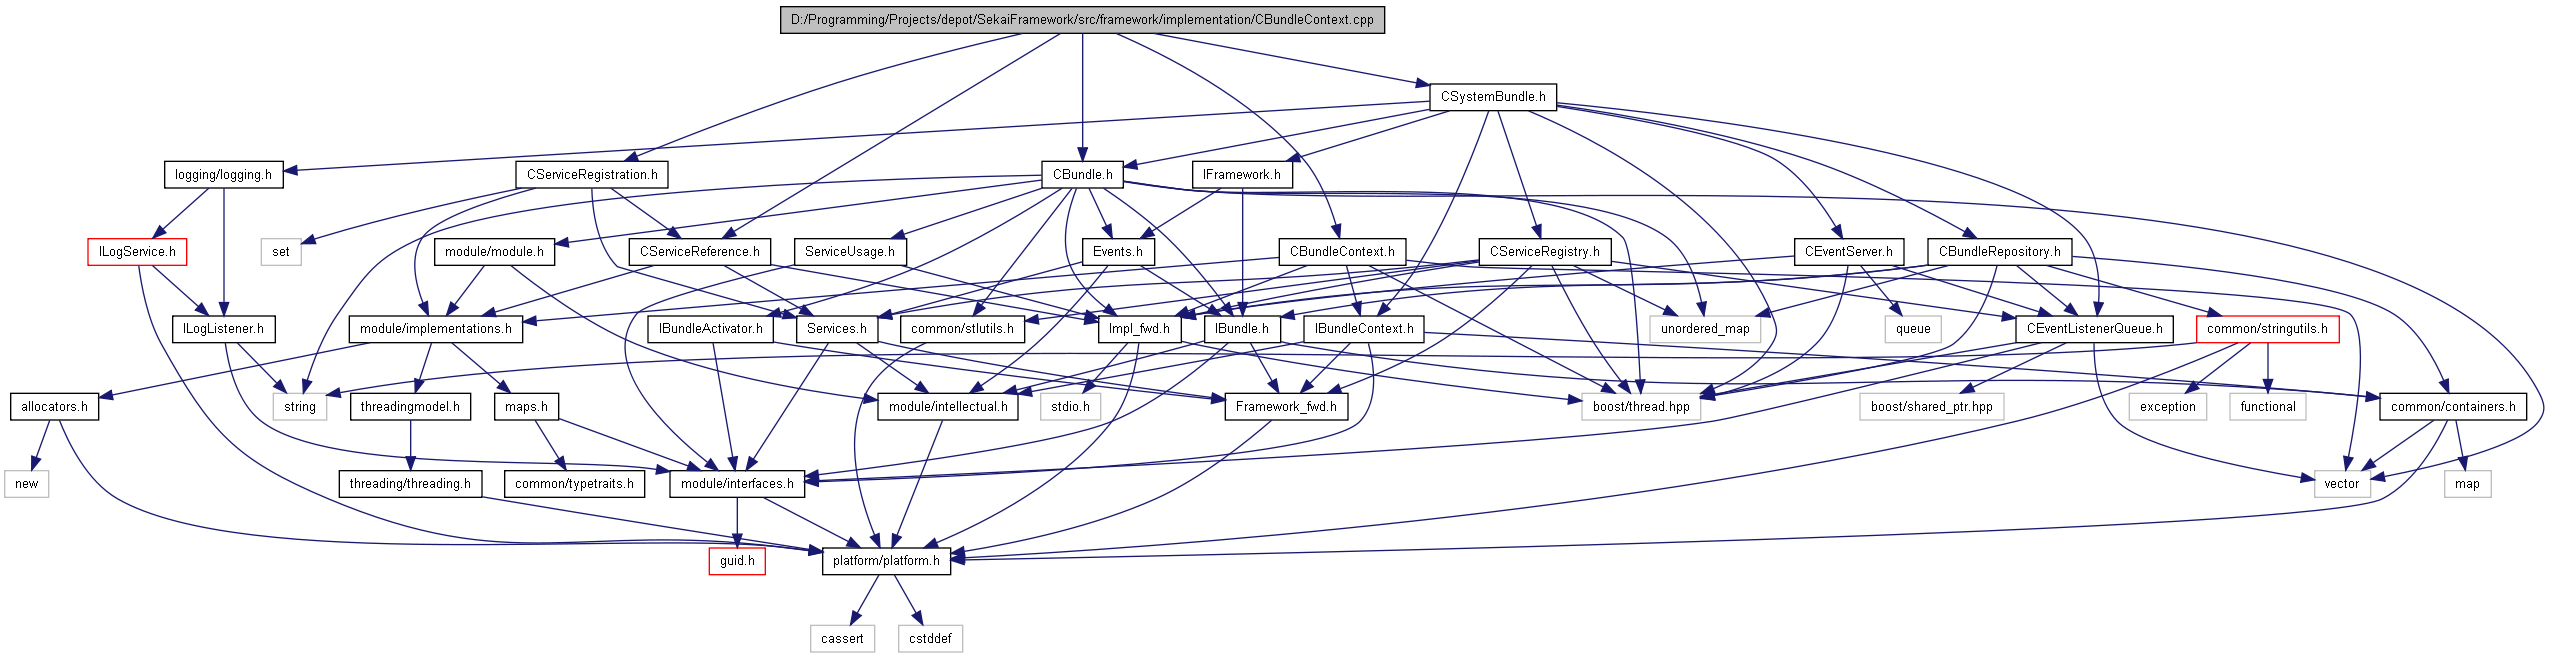 D:/Programming/Projects/depot/SekaiFramework/src/framework/implementation/CBundleContext.cpp
CSystemBundle.h
logging/logging.h
CServiceRegistration.h
CBundle.h
IFramework.h
ILogService.h
set
module/module.h
CServiceReference.h
ServiceUsage.h
Events.h
CBundleContext.h
CServiceRegistry.h
CEventServer.h
CBundleRepository.h
ILogListener.h
module/implementations.h
IBundleActivator.h
Services.h
common/stlutils.h
Impl_fwd.h
IBundle.h
IBundleContext.h
unordered_map
queue
CEventListenerQueue.h
common/stringutils.h
allocators.h
string
threadingmodel.h
maps.h
module/intellectual.h
stdio.h
Framework_fwd.h
boost/thread.hpp
boost/shared_ptr.hpp
exception
functional
common/containers.h
new
threading/threading.h
common/typetraits.h
module/interfaces.h
vector
map
guid.h
platform/platform.h
cassert
cstddef